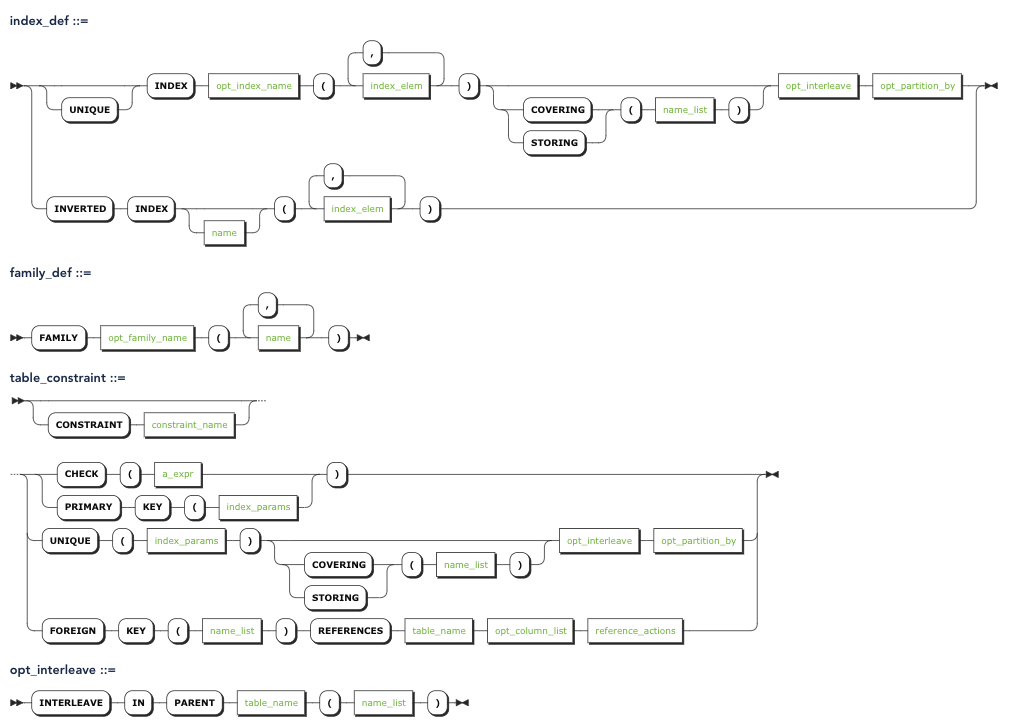 index_def ::=
,
UNIQUE INDEX opt_index_name ( index_elem ) COVERING ( name_list ) opt_interleave opt_partition_by
STORING
,
INVERTED INDEX ( index_elem )
name
family_def ::=
,
FAMILY opt_family_name ( name )
table_constraint ::=
CONSTRAINT constraint_name
CHECK ( a_expr )
PRIMARY KEY ( index_params
UNIQUE ( index_params ) opt_interleave opt_partition_by
COVERING ( name_list )
STORING
FOREIGN KEY ( name_list ) REFERENCES table_name opt_column_list reference_actions
opt_interleave ::=
INTERLEAVE IN PARENT table_name ( name_list )